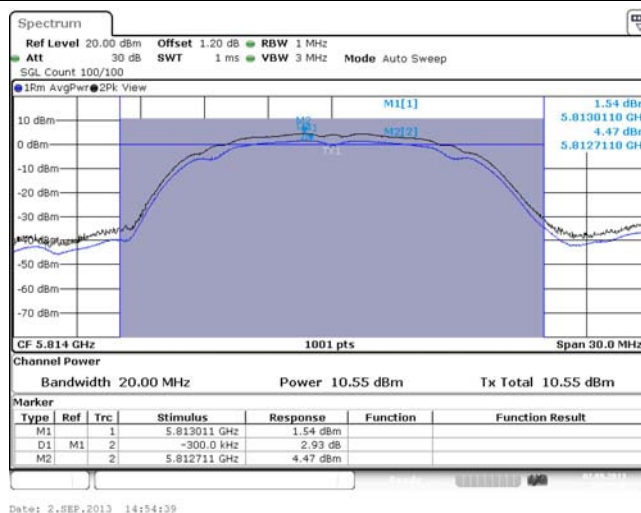 Spectrum
Ref Level 20.00 dBm Offset 1.20 dB RBW 1 MHz
Att 30 dB SWT 1 ms VBW 3 MHz Mode Auto Sweep
SGL Count 100/100
1Rm AvgPwr 2Pk View
M1[1] 1.54 dBm
5.8130110 GH
10 dBm
M2[2] 4.47 dBm
5.8127110 GH
0 dBm
-10 dBm
-20 dBm
-30 dBm
-40 dBm
-50 dBm
-60 dBm
-70 dBm
CF 5.814 GHz 1001 pts Span 30.0 MHz
Channel Power
Bandwidth 20.00 MHz Power 10.55 dBm Tx Total 10.55 dBm
Marker
Type Ref Trc Stimulus Response Function Function Result
M1 1 5.813011 GHz 1.54 dBm
D1 M1 2 -300.0 kHz 2.93 dB
M2 2 5.812711 GHz 4.47 dBm
Date: 2.SEP.2013 14:54:39